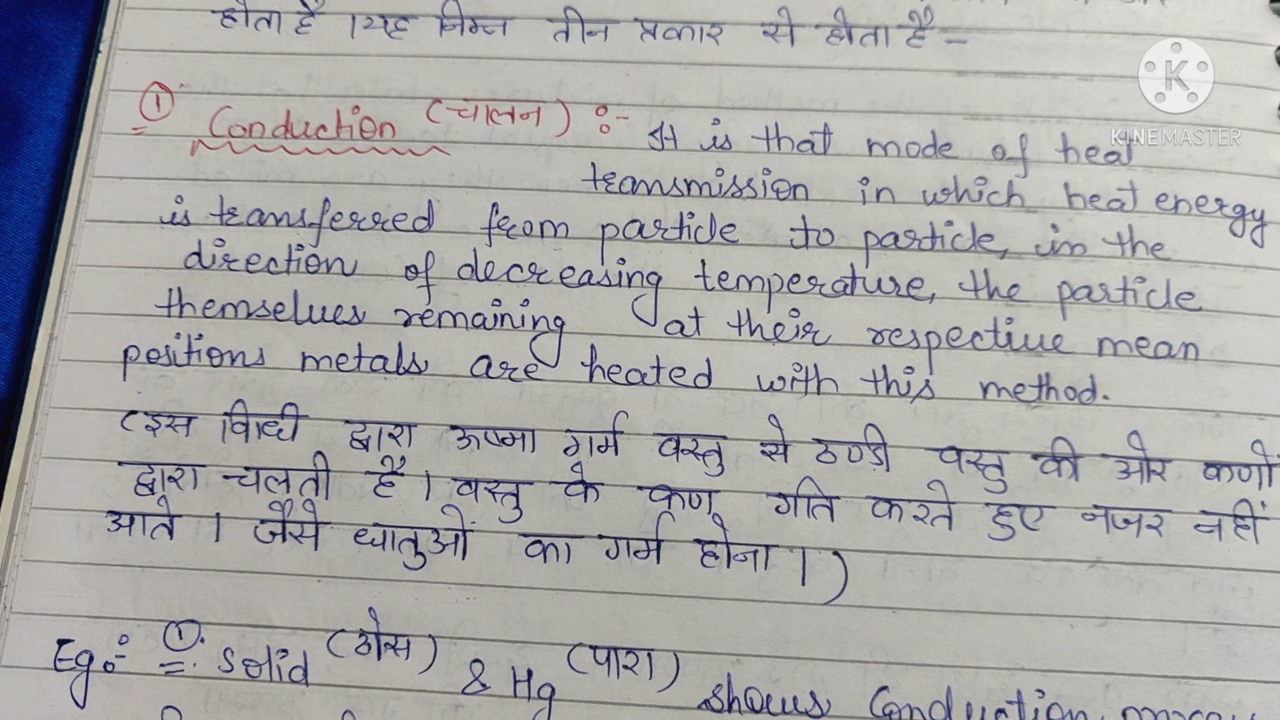 होता है । यह निम्न तीन प्रकार से होता है -
① Conduction (चालन) :- It is that mode of heat
transmission in which heat energy
is transferred from particle to particle, in the
direction of decreasing temperature, the particle
themselves remaining at their respective mean
positions metals are heated with this method.
(इस विधी द्वारा ऊष्मा गर्म वस्तु से ठण्डी वस्तु की ओर कणों
द्वारा चलती है । वस्तु के कण गति करते हुए नजर नहीं
आते । जैसे धातुओं का गर्म होना । )
Eg:- ① Solid (ठोस) & Hg (पारा) shows Conduction
KINEMASTER